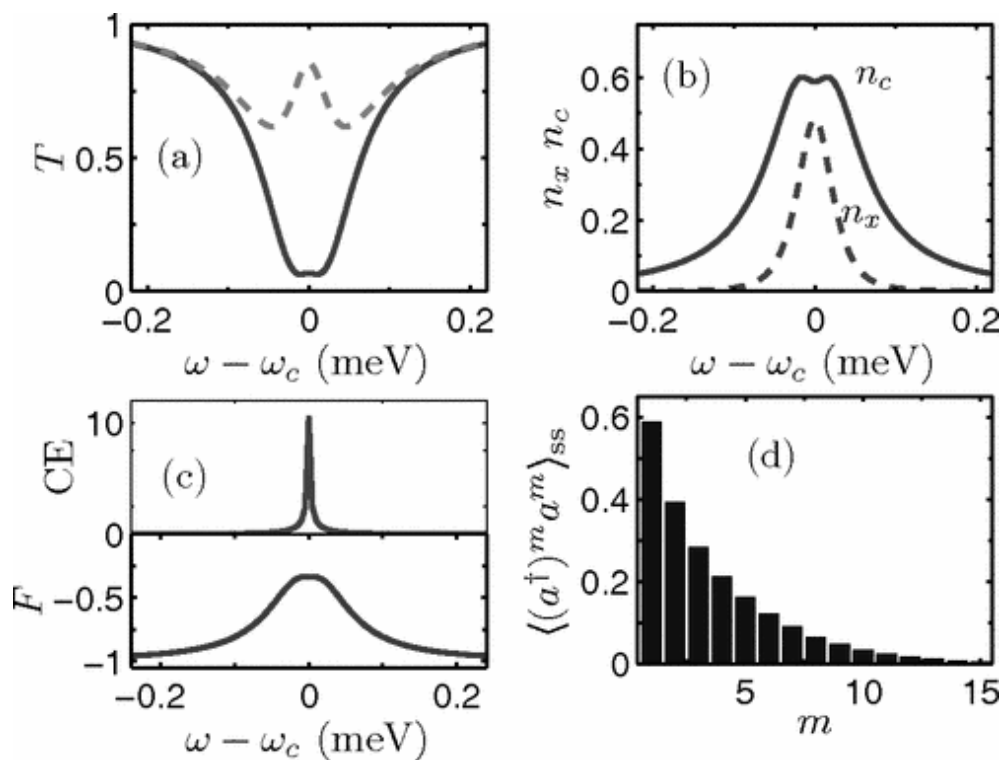 1
0.5
0
T
(a)
-0.2
0
0.2
ω − ω_c (meV)
0.6
0.4
0.2
0
n_x n_c
(b)
n_c
n_x
-0.2
0
0.2
ω − ω_c (meV)
10
0
CE
(c)
-0.5
-1
F
-0.2
0
0.2
ω − ω_c (meV)
0.6
0.4
0.2
0
⟨(a†)^m a^m⟩_ss
(d)
5
10
15
m